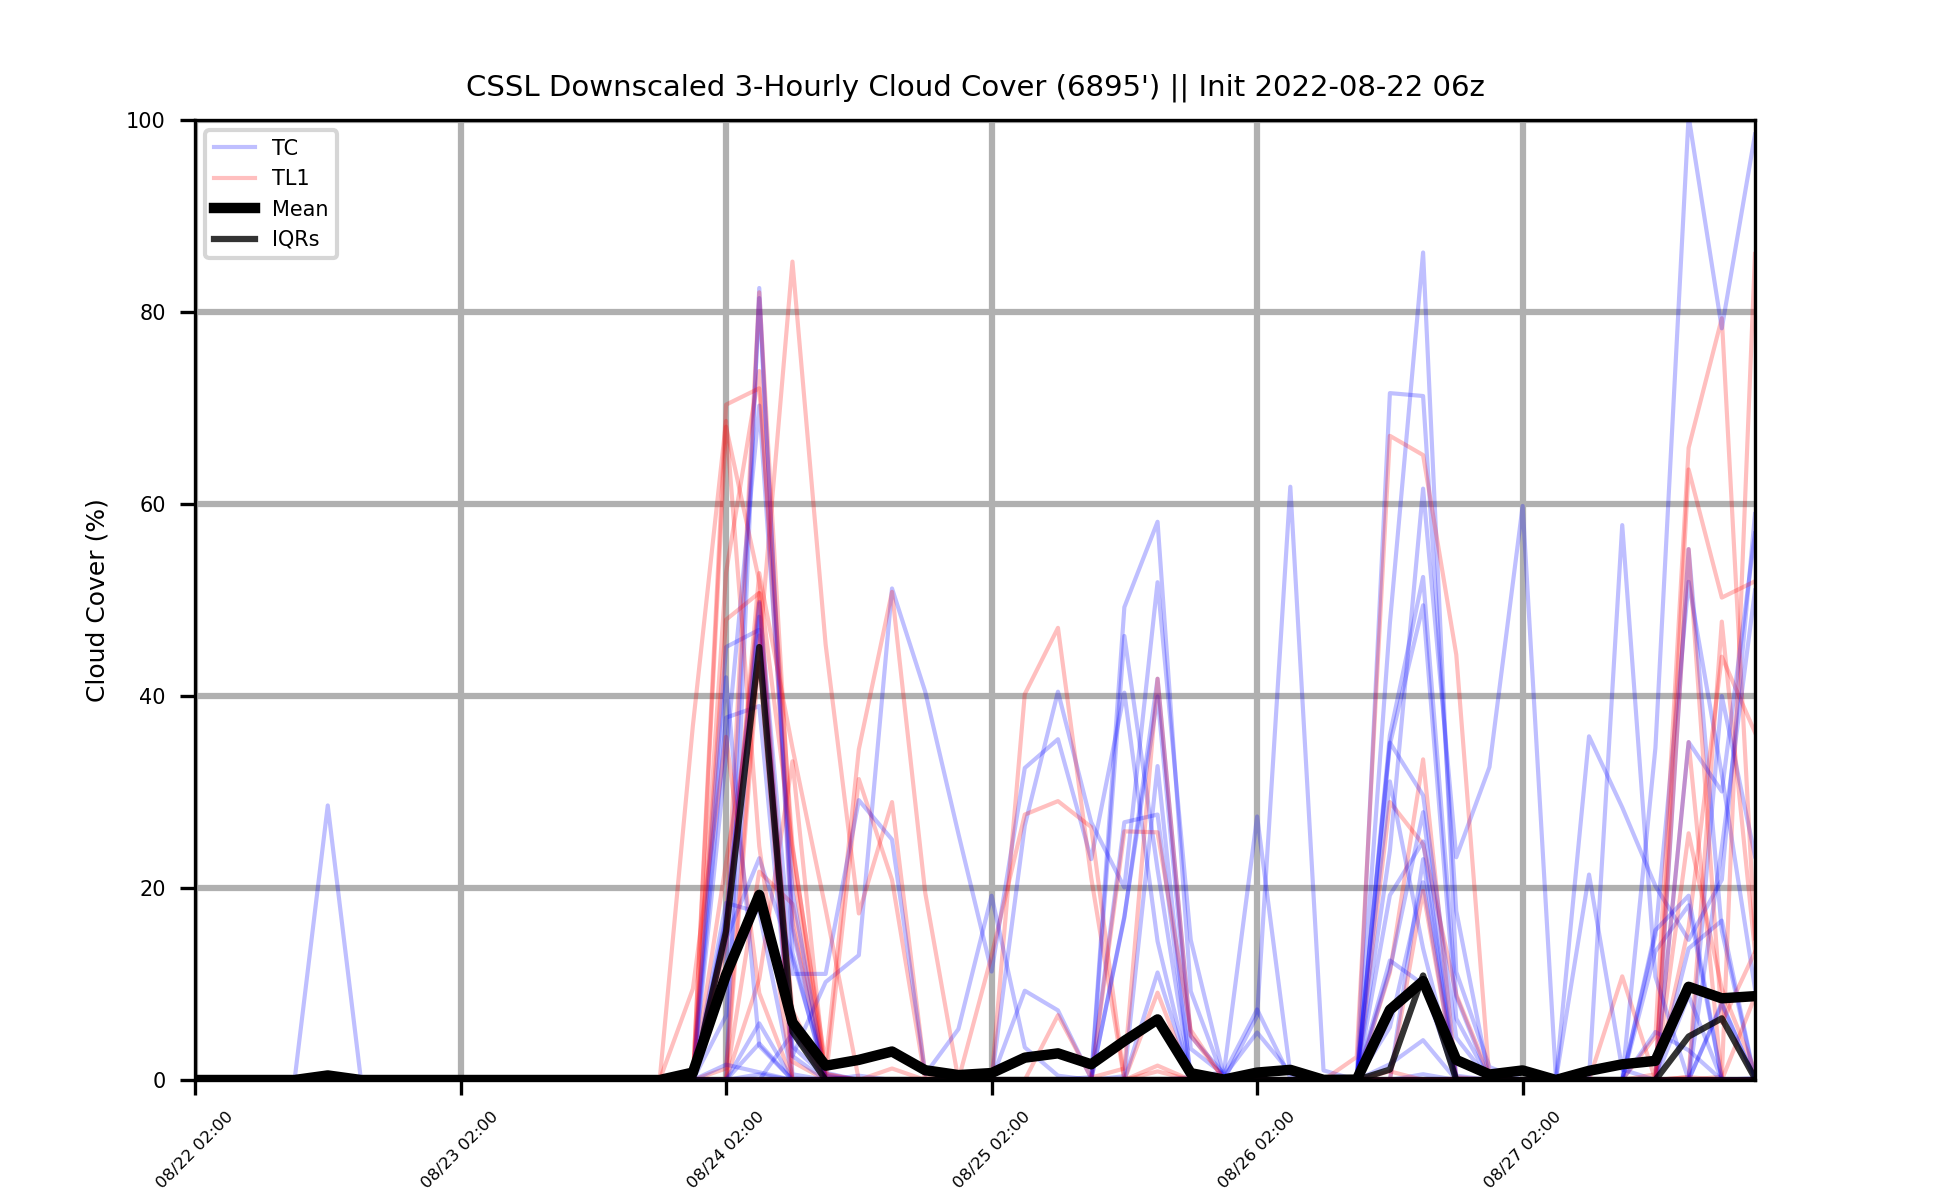 CSSL Downscaled 3-Hourly Cloud Cover (6895') || Init 2022-08-22 06z
100
80
60
40
20
0
Cloud Cover (%)
TC
TL1
Mean
IQRs
08/22 02:00
08/23 02:00
08/24 02:00
08/25 02:00
08/26 02:00
08/27 02:00